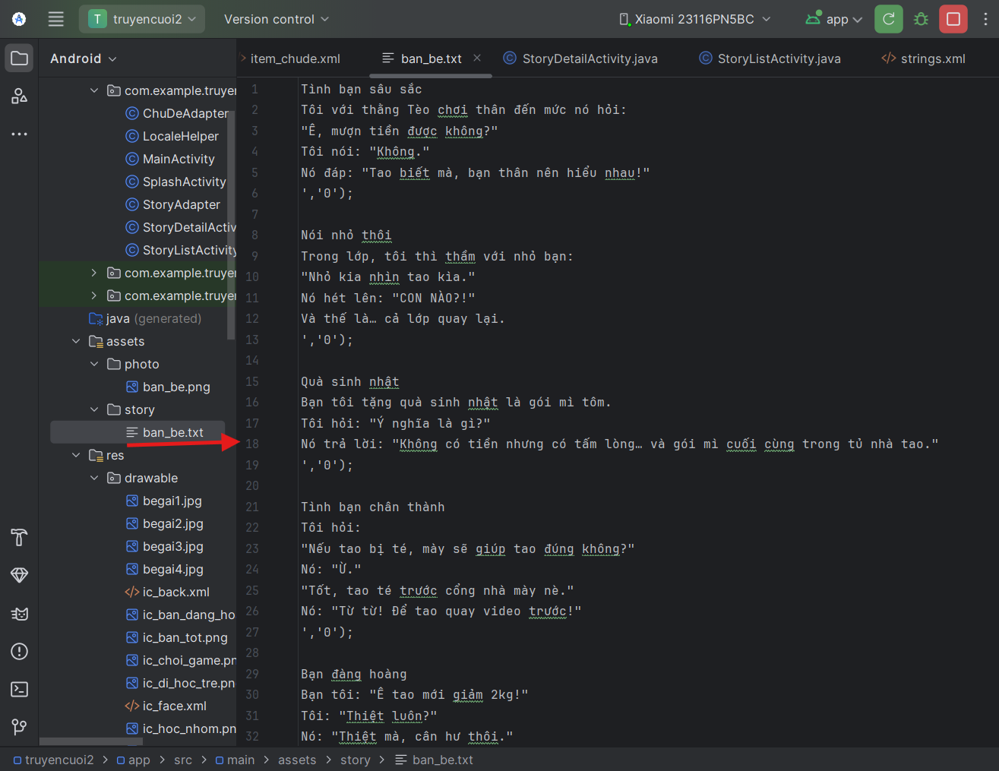 T truyencuoi2 Version control Xiaomi 23116PN5BC app
Android
item_chude.xml ban_be.txt StoryDetailActivity.java StoryListActivity.java strings.xml
com.example.truyen
ChuDeAdapter
LocaleHelper
MainActivity
SplashActivity
StoryAdapter
StoryDetailActiv
StoryListActivity
com.example.truyer
com.example.truyer
java (generated)
assets
photo
ban_be.png
story
ban_be.txt
res
drawable
begai1.jpg
begai2.jpg
begai3.jpg
begai4.jpg
ic_back.xml
ic_ban_dang_ho
ic_ban_tot.png
ic_choi_game.pn
ic_di_hoc_tre.pn
ic_face.xml
ic_hoc_nhom.pn
1 Tình bạn sâu sắc
2 Tôi với thằng Tèo chơi thân đến mức nó hỏi:
3 "Ê, mượn tiền được không?"
4 Tôi nói: "Không."
5 Nó đáp: "Tao biết mà, bạn thân nên hiểu nhau!"
6 ','0');
7
8 Nói nhỏ thôi
9 Trong lớp, tôi thì thầm với nhỏ bạn:
10 "Nhỏ kia nhìn tao kìa."
11 Nó hét lên: "CON NÀO?!"
12 Và thế là… cả lớp quay lại.
13 ','0');
14
15 Quà sinh nhật
16 Bạn tôi tặng quà sinh nhật là gói mì tôm.
17 Tôi hỏi: "Ý nghĩa là gì?"
18 Nó trả lời: "Không có tiền nhưng có tấm lòng… và gói mì cuối cùng trong tủ nhà tao."
19 ','0');
20
21 Tình bạn chân thành
22 Tôi hỏi:
23 "Nếu tao bị té, mày sẽ giúp tao đúng không?"
24 Nó: "Ừ."
25 "Tốt, tao té trước cổng nhà mày nè."
26 Nó: "Từ từ! Để tao quay video trước!"
27 ','0');
28
29 Bạn đàng hoàng
30 Bạn tôi: "Ê tao mới giảm 2kg!"
31 Tôi: "Thiệt luôn?"
32 Nó: "Thiệt mà, cân hư thôi."
truyencuoi2 > app > src > main > assets > story > ban_be.txt